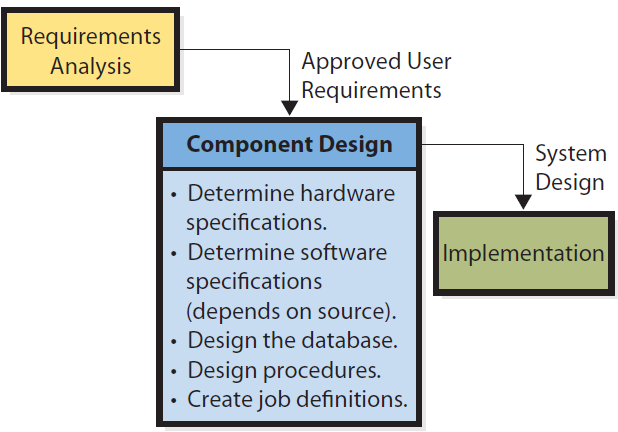 Requirements
Analysis
Approved User
Requirements
Component Design
• Determine hardware
specifications.
• Determine software
specifications
(depends on source).
• Design the database.
• Design procedures.
• Create job definitions.
System
Design
Implementation